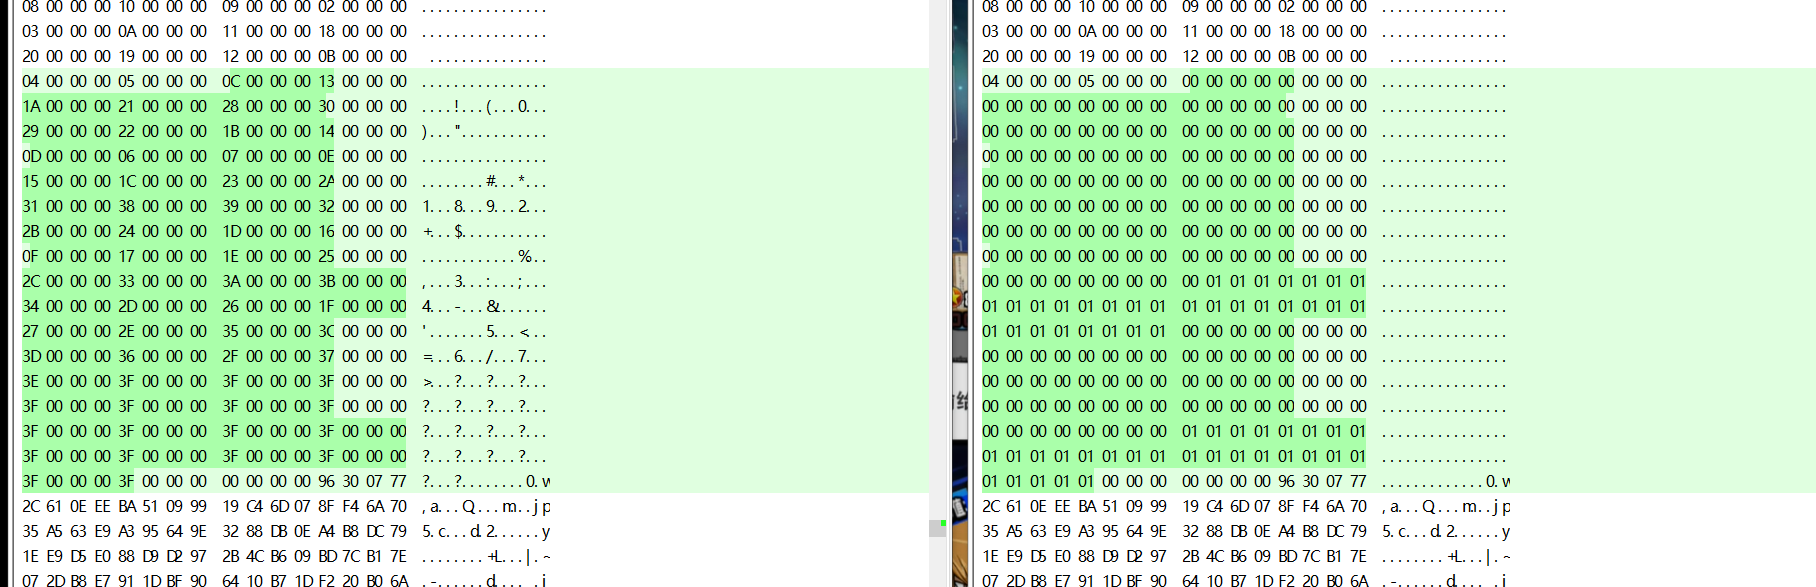 08 00 00 00 10 00 00 00 09 00 00 00 02 00 00 00 ................
03 00 00 00 0A 00 00 00 11 00 00 00 18 00 00 00 ................
20 00 00 00 19 00 00 00 12 00 00 00 0B 00 00 00  ...............
04 00 00 00 05 00 00 00 0C 00 00 00 13 00 00 00 ................
1A 00 00 00 21 00 00 00 28 00 00 00 30 00 00 00 ....!...(...0...
29 00 00 00 22 00 00 00 1B 00 00 00 14 00 00 00 )..."...........
0D 00 00 00 06 00 00 00 07 00 00 00 0E 00 00 00 ................
15 00 00 00 1C 00 00 00 23 00 00 00 2A 00 00 00 ........#...*...
31 00 00 00 38 00 00 00 39 00 00 00 32 00 00 00 1...8...9...2...
2B 00 00 00 24 00 00 00 1D 00 00 00 16 00 00 00 +...$...........
0F 00 00 00 17 00 00 00 1E 00 00 00 25 00 00 00 ............%...
2C 00 00 00 33 00 00 00 3A 00 00 00 3B 00 00 00 ,...3...:...;...
34 00 00 00 2D 00 00 00 26 00 00 00 1F 00 00 00 4...-...&.......
27 00 00 00 2E 00 00 00 35 00 00 00 3C 00 00 00 '.......5...<...
3D 00 00 00 36 00 00 00 2F 00 00 00 37 00 00 00 =...6.../...7...
3E 00 00 00 3F 00 00 00 3F 00 00 00 3F 00 00 00 >...?...?...?...
3F 00 00 00 3F 00 00 00 3F 00 00 00 3F 00 00 00 ?...?...?...?...
3F 00 00 00 3F 00 00 00 3F 00 00 00 3F 00 00 00 ?...?...?...?...
3F 00 00 00 3F 00 00 00 3F 00 00 00 3F 00 00 00 ?...?...?...?...
3F 00 00 00 3F 00 00 00 00 00 00 00 96 30 07 77 ?...?........0.w
2C 61 0E EE BA 51 09 99 19 C4 6D 07 8F F4 6A 70 ,a...Q....m...jp
35 A5 63 E9 A3 95 64 9E 32 88 DB 0E A4 B8 DC 79 5.c...d.2......y
1E E9 D5 E0 88 D9 D2 97 2B 4C B6 09 BD 7C B1 7E ........+L...|.~
07 2D B8 E7 91 1D BF 90 64 10 B7 1D F2 20 B0 6A .-......d.... .j
08 00 00 00 10 00 00 00 09 00 00 00 02 00 00 00 ................
03 00 00 00 0A 00 00 00 11 00 00 00 18 00 00 00 ................
20 00 00 00 19 00 00 00 12 00 00 00 0B 00 00 00  ...............
04 00 00 00 05 00 00 00 00 00 00 00 00 00 00 00 ................
00 00 00 00 00 00 00 00 00 00 00 00 00 00 00 00 ................
00 00 00 00 00 00 00 00 00 00 00 00 00 00 00 00 ................
00 00 00 00 00 00 00 00 00 00 00 00 00 00 00 00 ................
00 00 00 00 00 00 00 00 00 00 00 00 00 00 00 00 ................
00 00 00 00 00 00 00 00 00 00 00 00 00 00 00 00 ................
00 00 00 00 00 00 00 00 00 00 00 00 00 00 00 00 ................
00 00 00 00 00 00 00 00 00 00 00 00 00 00 00 00 ................
00 00 00 00 00 00 00 00 00 01 01 01 01 01 01 01 ................
01 01 01 01 01 01 01 01 01 01 01 01 01 01 01 01 ................
01 01 01 01 01 01 01 01 00 00 00 00 00 00 00 00 ................
00 00 00 00 00 00 00 00 00 00 00 00 00 00 00 00 ................
00 00 00 00 00 00 00 00 00 00 00 00 00 00 00 00 ................
00 00 00 00 00 00 00 00 00 00 00 00 00 00 00 00 ................
00 00 00 00 00 00 00 00 01 01 01 01 01 01 01 01 ................
01 01 01 01 01 01 01 01 01 01 01 01 01 01 01 01 ................
01 01 01 01 01 00 00 00 00 00 00 00 96 30 07 77 .............0.w
2C 61 0E EE BA 51 09 99 19 C4 6D 07 8F F4 6A 70 ,a...Q....m...jp
35 A5 63 E9 A3 95 64 9E 32 88 DB 0E A4 B8 DC 79 5.c...d.2......y
1E E9 D5 E0 88 D9 D2 97 2B 4C B6 09 BD 7C B1 7E ........+L...|.~
07 2D B8 E7 91 1D BF 90 64 10 B7 1D F2 20 B0 6A .-......d.... .j